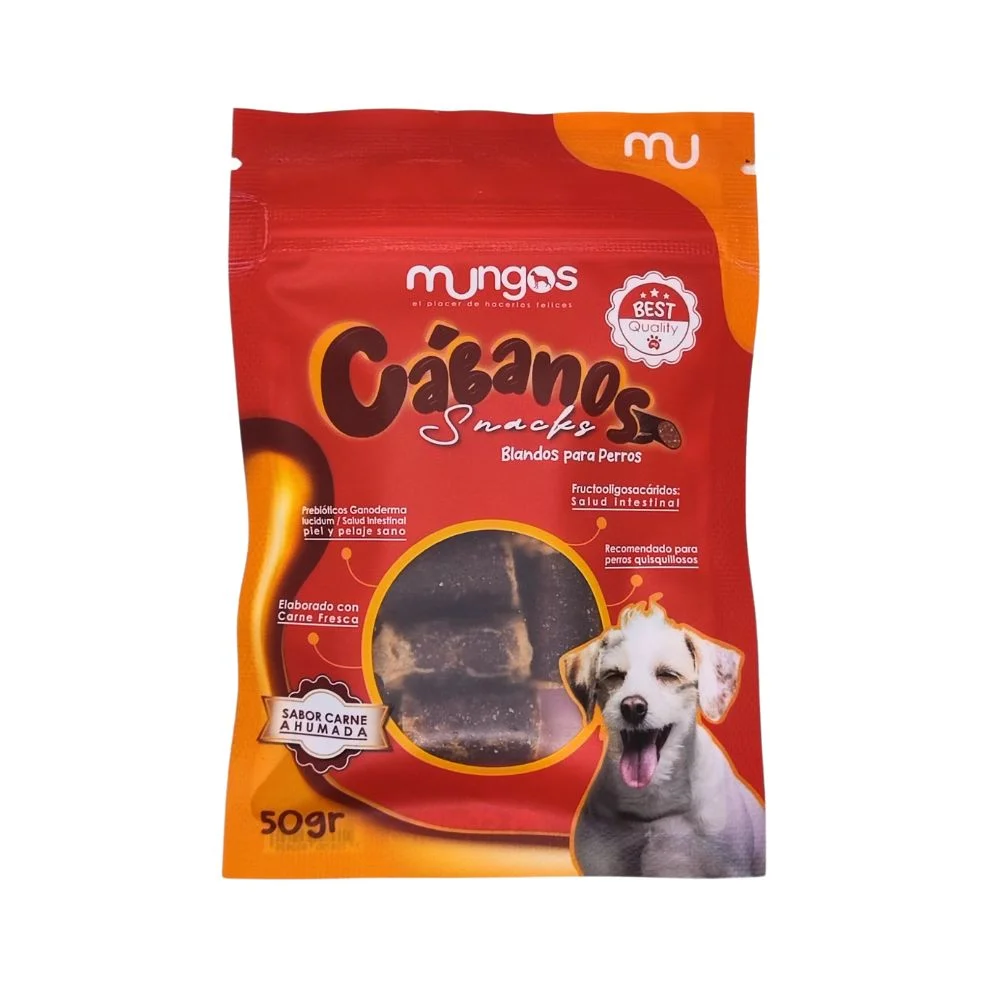 mu
mungos
el placer de hacerlos felices
BEST
Quality
Cábanos
Snacks
Blandos para Perros
Prebióticos Ganoderma
lucidum / Salud Intestinal
piel y pelaje sano
Fructooligosacáridos:
Salud intestinal
Recomendado para
perros quisquillosos
Elaborado con
Carne Fresca
SABOR CARNE
AHUMADA
50gr